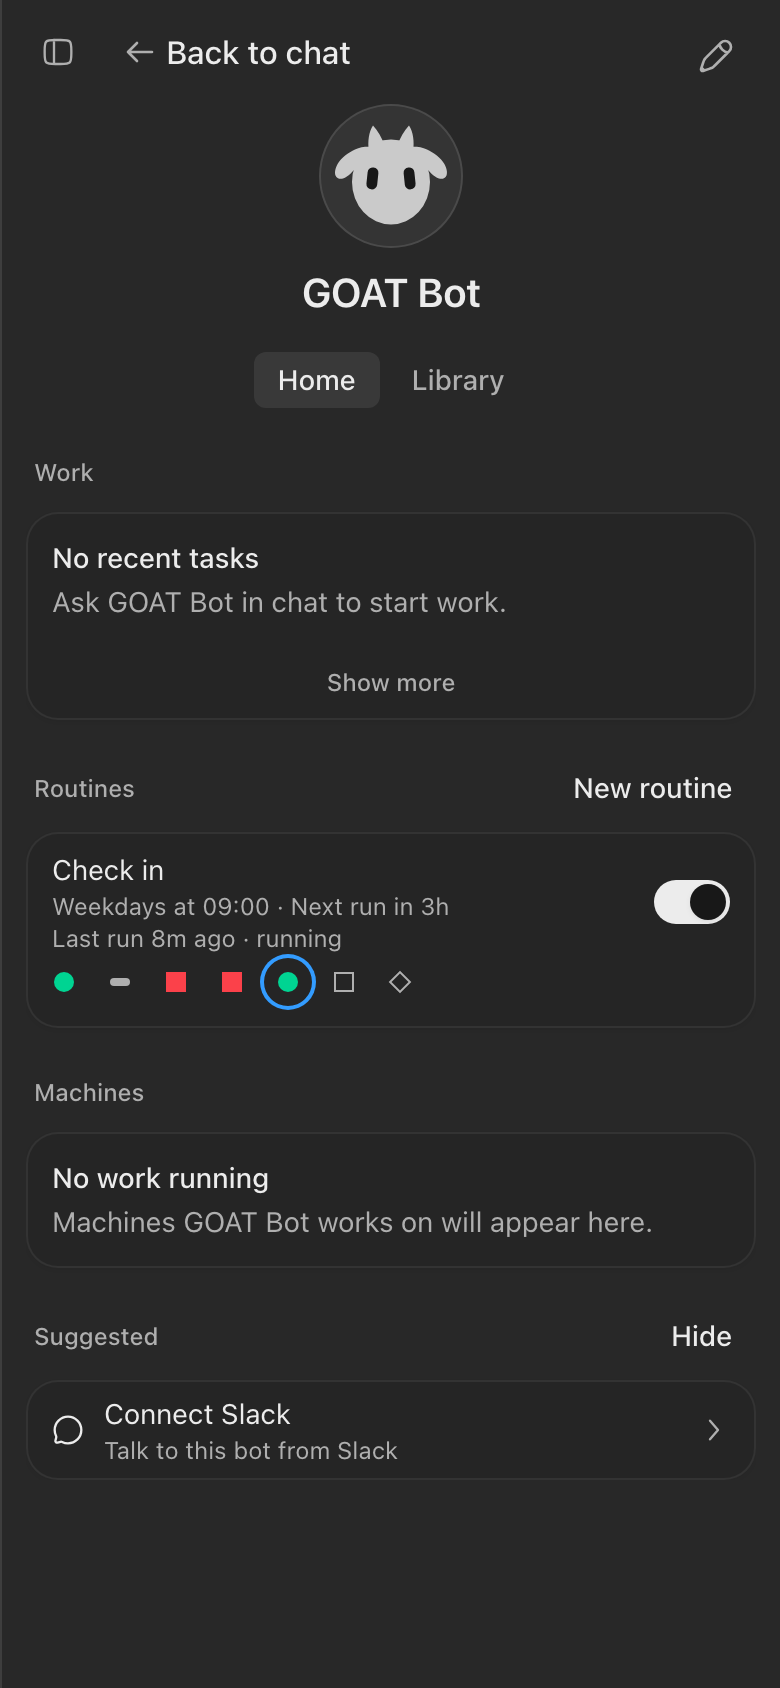 Back to chat
GOAT Bot
Home
Library
Work
No recent tasks
Ask GOAT Bot in chat to start work.
Show more
Routines
New routine
Check in
Weekdays at 09:00 · Next run in 3h
Last run 8m ago · running
Machines
No work running
Machines GOAT Bot works on will appear here.
Suggested
Hide
Connect Slack
Talk to this bot from Slack